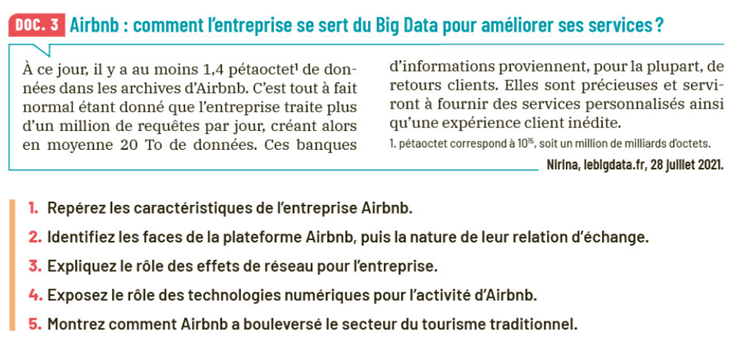 DOC. 3 Airbnb : comment l'entreprise se sert du Big Data pour améliorer ses services ?
À ce jour, il y a au moins 1,4 pétaoctet¹ de don-
nées dans les archives d'Airbnb. C'est tout à fait
normal étant donné que l'entreprise traite plus
d'un million de requêtes par jour, créant alors
en moyenne 20 To de données. Ces banques
d'informations proviennent, pour la plupart, de
retours clients. Elles sont précieuses et servi-
ront à fournir des services personnalisés ainsi
qu'une expérience client inédite.
1. pétaoctet correspond à 10¹⁵, soit un million de milliards d'octets.
Nirina, lebigdata.fr, 28 juillet 2021.
1. Repérez les caractéristiques de l'entreprise Airbnb.
2. Identifiez les faces de la plateforme Airbnb, puis la nature de leur relation d'échange.
3. Expliquez le rôle des effets de réseau pour l'entreprise.
4. Exposez le rôle des technologies numériques pour l'activité d'Airbnb.
5. Montrez comment Airbnb a bouleversé le secteur du tourisme traditionnel.